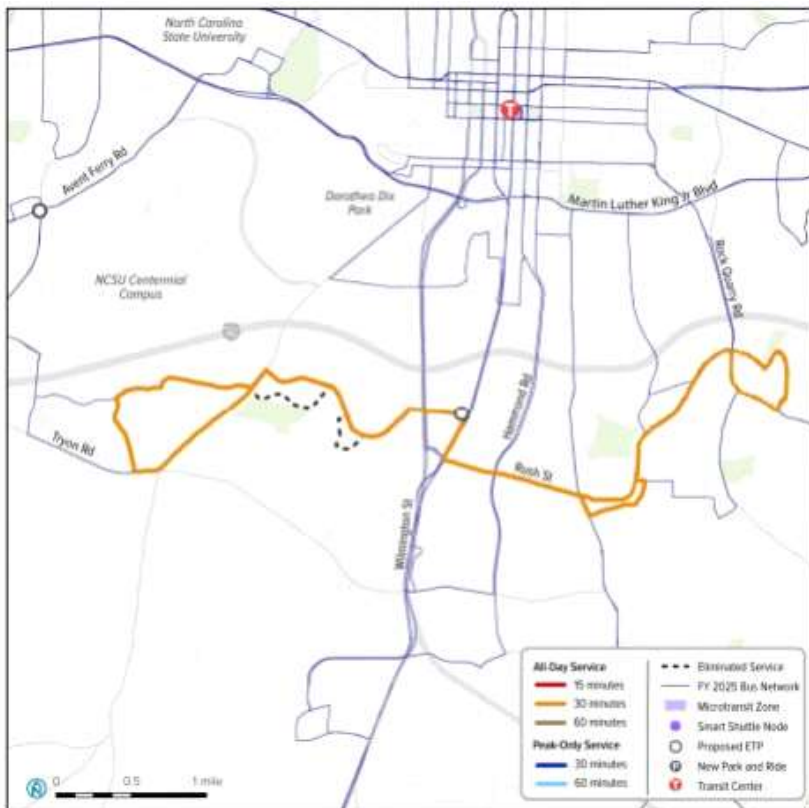 North Carolina
State University
T
Avent Ferry Rd
Dorothea Dix
Park
Martin Luther King Jr Blvd
Rock Quarry Rd
NCSU Centennial
Campus
Hammond Rd
Tryon Rd
Rush St
Wilmington St
All-Day Service
15 minutes
30 minutes
60 minutes
Peak-Only Service
30 minutes
60 minutes
Eliminated Service
FY 2025 Bus Network
Microtransit Zone
Smart Shuttle Node
Proposed ETP
P New Park and Ride
T Transit Center
N
0 0.5 1 mile